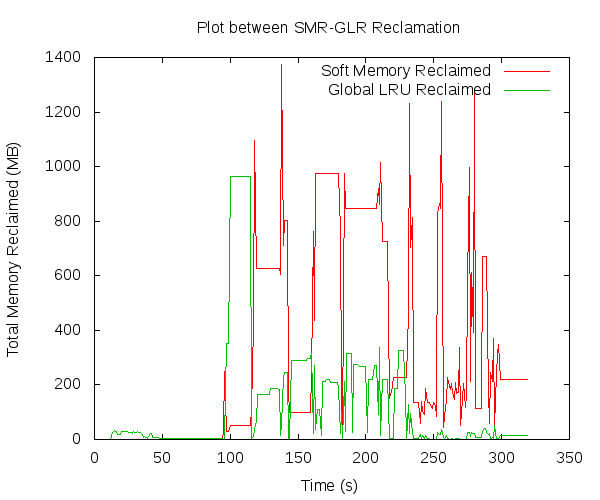 Plot between SMR-GLR Reclamation
1400
1200
1000
800
600
400
200
0
Total Memory Reclaimed (MB)
Soft Memory Reclaimed
Global LRU Reclaimed
0 50 100 150 200 250 300 350
Time (s)